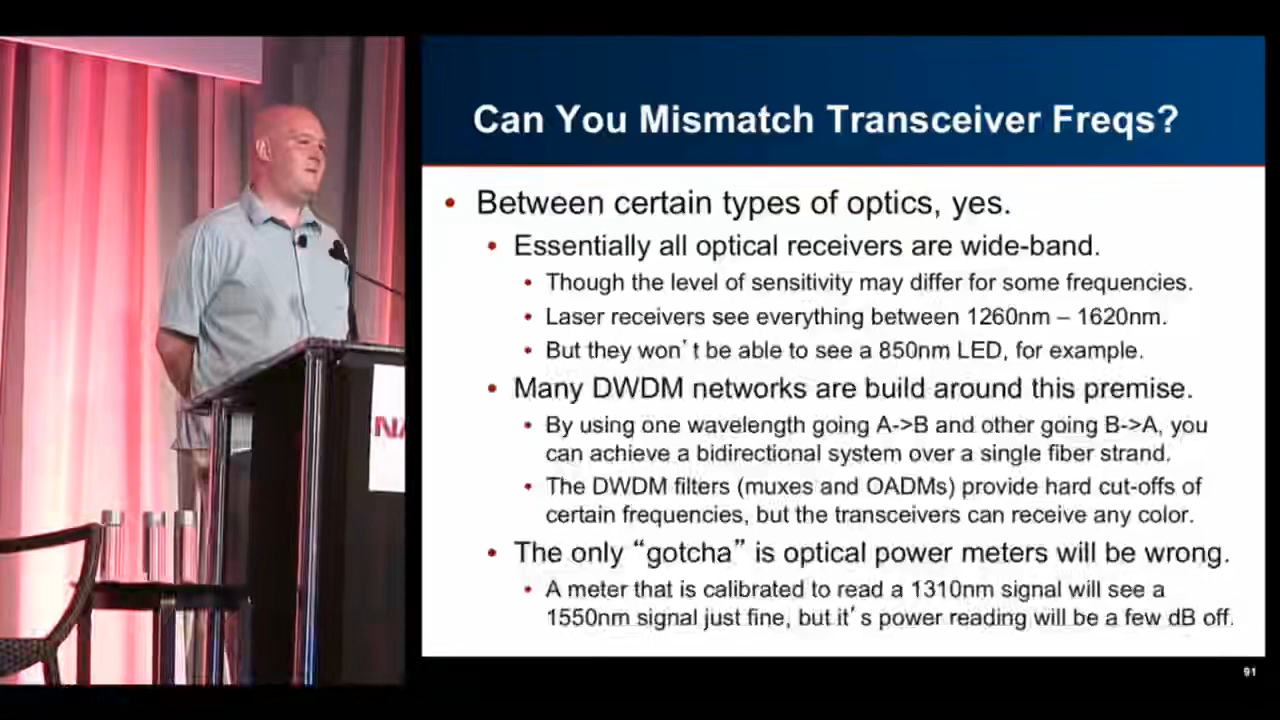 Can You Mismatch Transceiver Freqs?
• Between certain types of optics, yes.
• Essentially all optical receivers are wide-band.
• Though the level of sensitivity may differ for some frequencies.
• Laser receivers see everything between 1260nm – 1620nm.
• But they won't be able to see a 850nm LED, for example.
• Many DWDM networks are build around this premise.
• By using one wavelength going A->B and other going B->A, you
can achieve a bidirectional system over a single fiber strand.
• The DWDM filters (muxes and OADMs) provide hard cut-offs of
certain frequencies, but the transceivers can receive any color.
• The only “gotcha” is optical power meters will be wrong.
• A meter that is calibrated to read a 1310nm signal will see a
1550nm signal just fine, but it's power reading will be a few dB off.
91